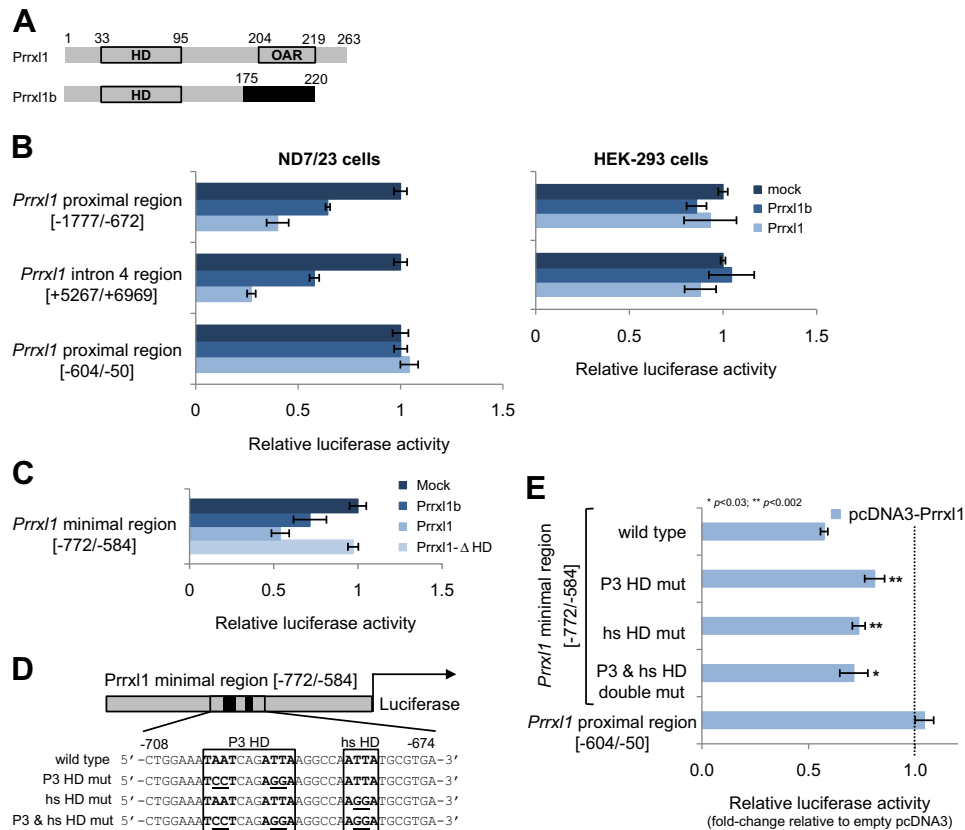 A
1 33 95 204 219 263
Prrxl1 HD OAR
175 220
Prrxl1b HD
B
ND7/23 cells
HEK-293 cells
Prrxl1 proximal region
[-1777/-672]
Prrxl1 intron 4 region
[+5267/+6969]
Prrxl1 proximal region
[-604/-50]
0 0.5 1 1.5
Relative luciferase activity
mock
Prrxl1b
Prrxl1
0 0.5 1 1.5
Relative luciferase activity
C
Prrxl1 minimal region
[-772/-584]
Mock
Prrxl1b
Prrxl1
Prrxl1-Δ HD
0 0.5 1 1.5
Relative luciferase activity
D
Prrxl1 minimal region [-772/-584]
Luciferase
-708 P3 HD hs HD -674
wild type 5′-CTGGAAATAATCAGATTAAGGCCAATTATGCGTGA-3′
P3 HD mut 5′-CTGGAAATCCTCAGAGGAAGGCCAATTATGCGTGA-3′
hs HD mut 5′-CTGGAAATAATCAGATTAAGGCCAAGGATGCGTGA-3′
P3 & hs HD mut 5′-CTGGAAATCCTCAGAGGAAGGCCAAGGATGCGTGA-3′
E
* p<0.03; ** p<0.002
pcDNA3-Prrxl1
Prrxl1 minimal region
[-772/-584]
wild type
P3 HD mut **
hs HD mut **
P3 & hs HD
double mut *
Prrxl1 proximal region
[-604/-50]
0 0.5 1.0
Relative luciferase activity
(fold-change relative to empty pcDNA3)